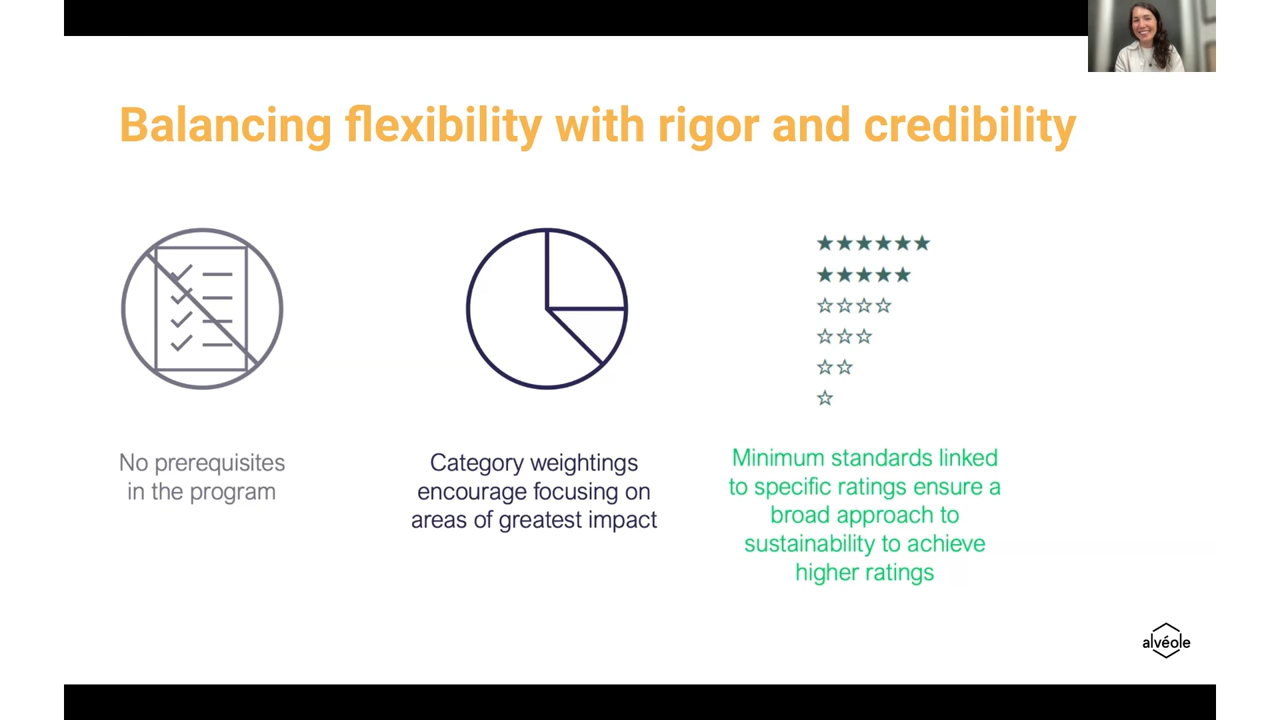 Balancing flexibility with rigor and credibility
No prerequisites
in the program
Category weightings
encourage focusing on
areas of greatest impact
Minimum standards linked
to specific ratings ensure a
broad approach to
sustainability to achieve
higher ratings
alvéole